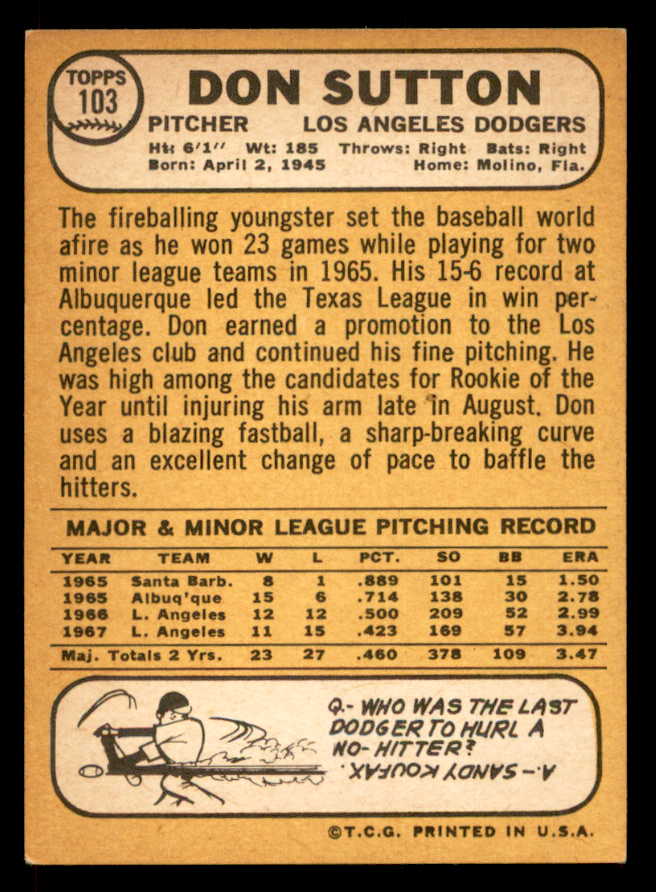 TOPPS
103
DON SUTTON
PITCHER LOS ANGELES DODGERS
Ht: 6'1" Wt: 185 Throws: Right Bats: Right
Born: April 2, 1945 Home: Molino, Fla.
The fireballing youngster set the baseball world
afire as he won 23 games while playing for two
minor league teams in 1965. His 15-6 record at
Albuquerque led the Texas League in win per-
centage. Don earned a promotion to the Los
Angeles club and continued his fine pitching. He
was high among the candidates for Rookie of the
Year until injuring his arm late in August. Don
uses a blazing fastball, a sharp-breaking curve
and an excellent change of pace to baffle the
hitters.
MAJOR & MINOR LEAGUE PITCHING RECORD
YEAR TEAM W L PCT. SO BB ERA
1965 Santa Barb. 8 1 .889 101 15 1.50
1965 Albuq'que 15 6 .714 138 30 2.78
1966 L. Angeles 12 12 .500 209 52 2.99
1967 L. Angeles 11 15 .423 169 57 3.94
Maj. Totals 2 Yrs. 23 27 .460 378 109 3.47
Q.- WHO WAS THE LAST
DODGER TO HURL A
NO-HITTER?
A.- SANDY KOUFAX.
©T.C.G. PRINTED IN U.S.A.